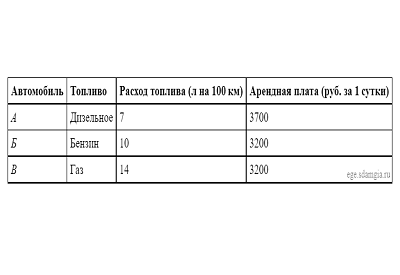 Автомобиль Топливо Расход топлива (л на 100 км) Арендная плата (руб. за 1 сутки)
А Дизельное 7 3700
Б Бензин 10 3200
В Газ 14 3200
ege.sdamgia.ru